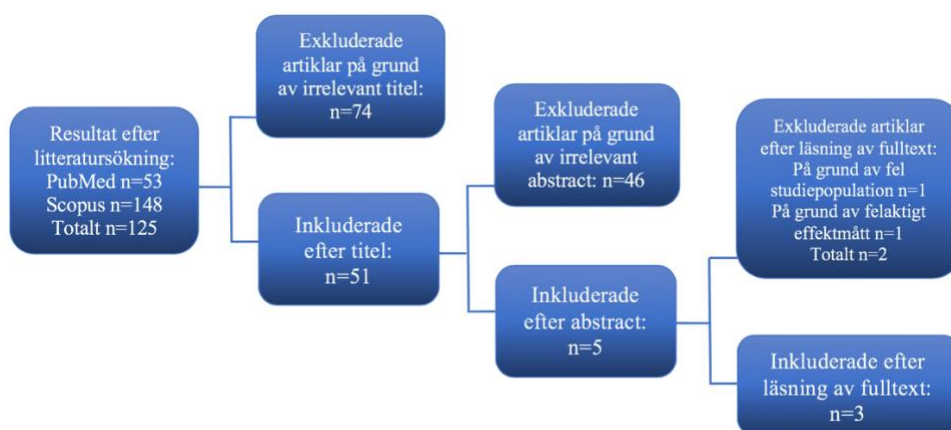 Resultat efter
litteratursökning:
PubMed n=53
Scopus n=148
Totalt n=125
Exkluderade
artiklar på grund
av irrelevant titel:
n=74
Inkluderade
efter titel:
n=51
Exkluderade
artiklar på grund
av irrelevant
abstract: n=46
Inkluderade
efter abstract:
n=5
Exkluderade artiklar
efter läsning av fulltext:
På grund av fel
studiepopulation n=1
På grund av felaktigt
effektmått n=1
Totalt n=2
Inkluderade efter
läsning av fulltext:
n=3